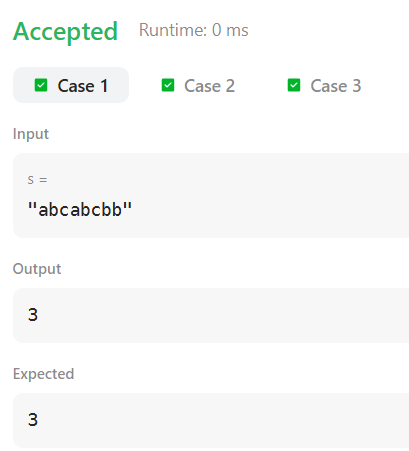 Accepted Runtime: 0 ms
Case 1 Case 2 Case 3
Input
s =
"abcabcbb"
Output
3
Expected
3